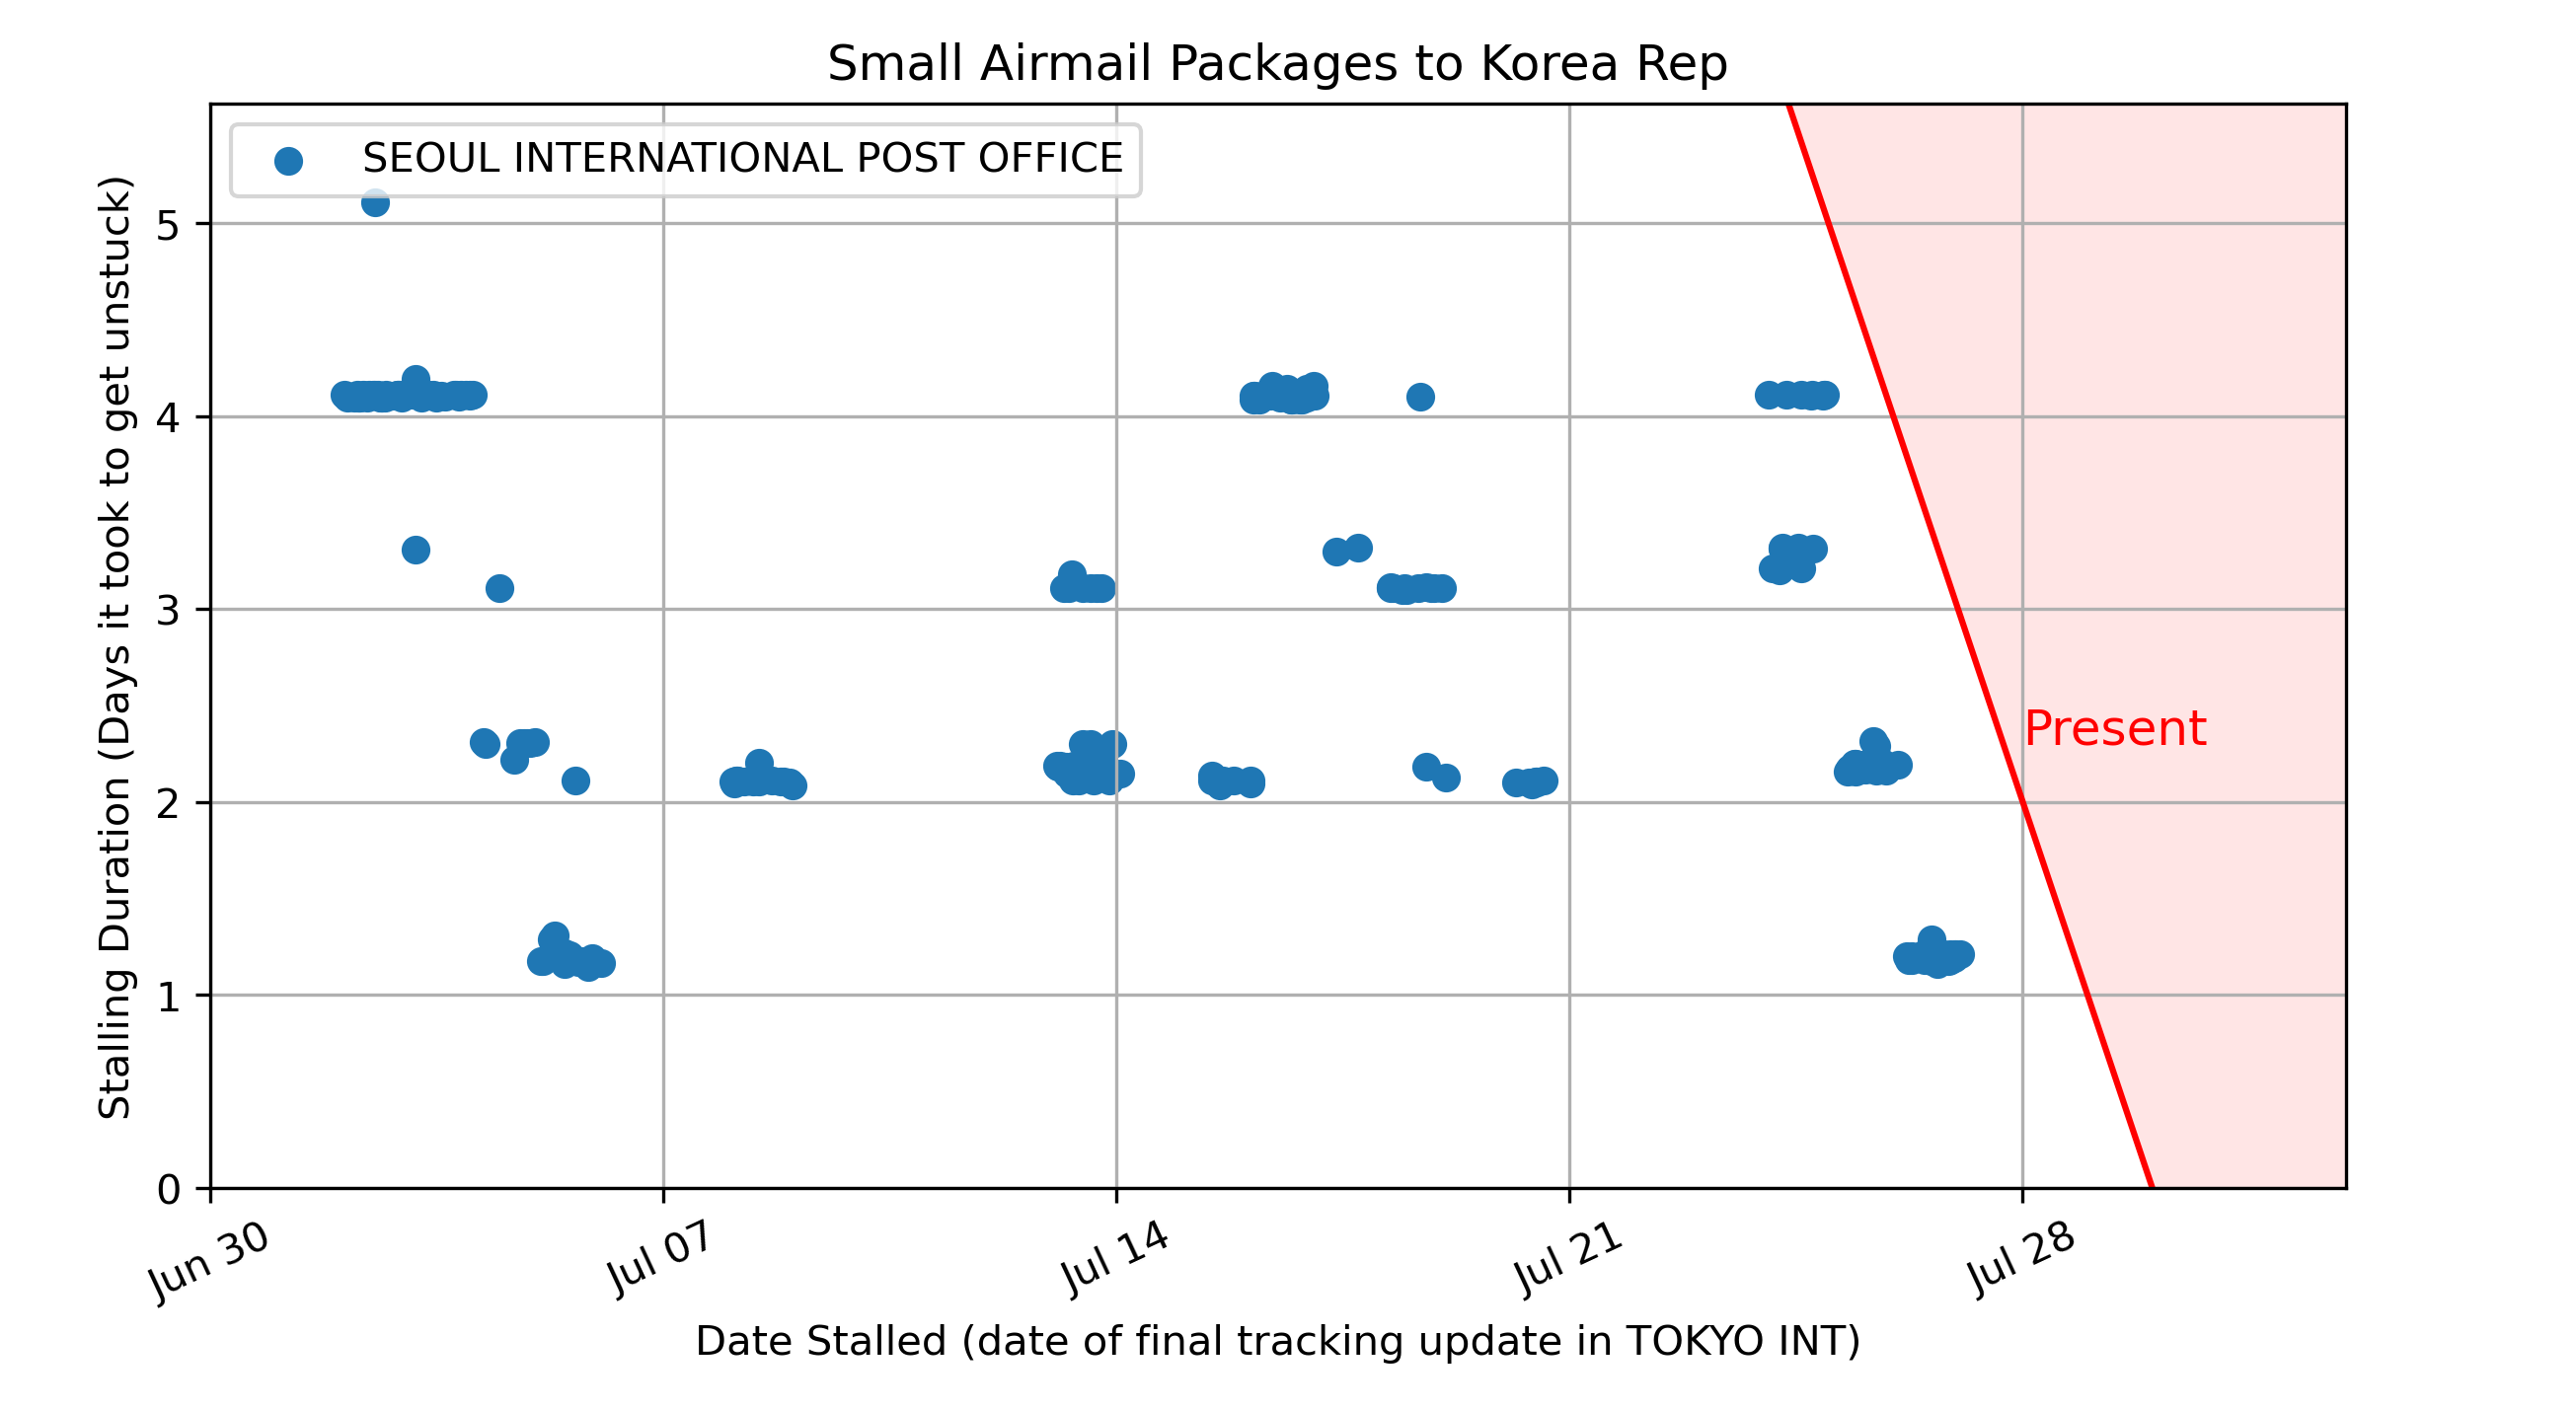 Small Airmail Packages to Korea Rep
SEOUL INTERNATIONAL POST OFFICE
Stalling Duration (Days it took to get unstuck)
5
4
3
2
1
0
Present
Jun 30
Jul 07
Jul 14
Jul 21
Jul 28
Date Stalled (date of final tracking update in TOKYO INT)